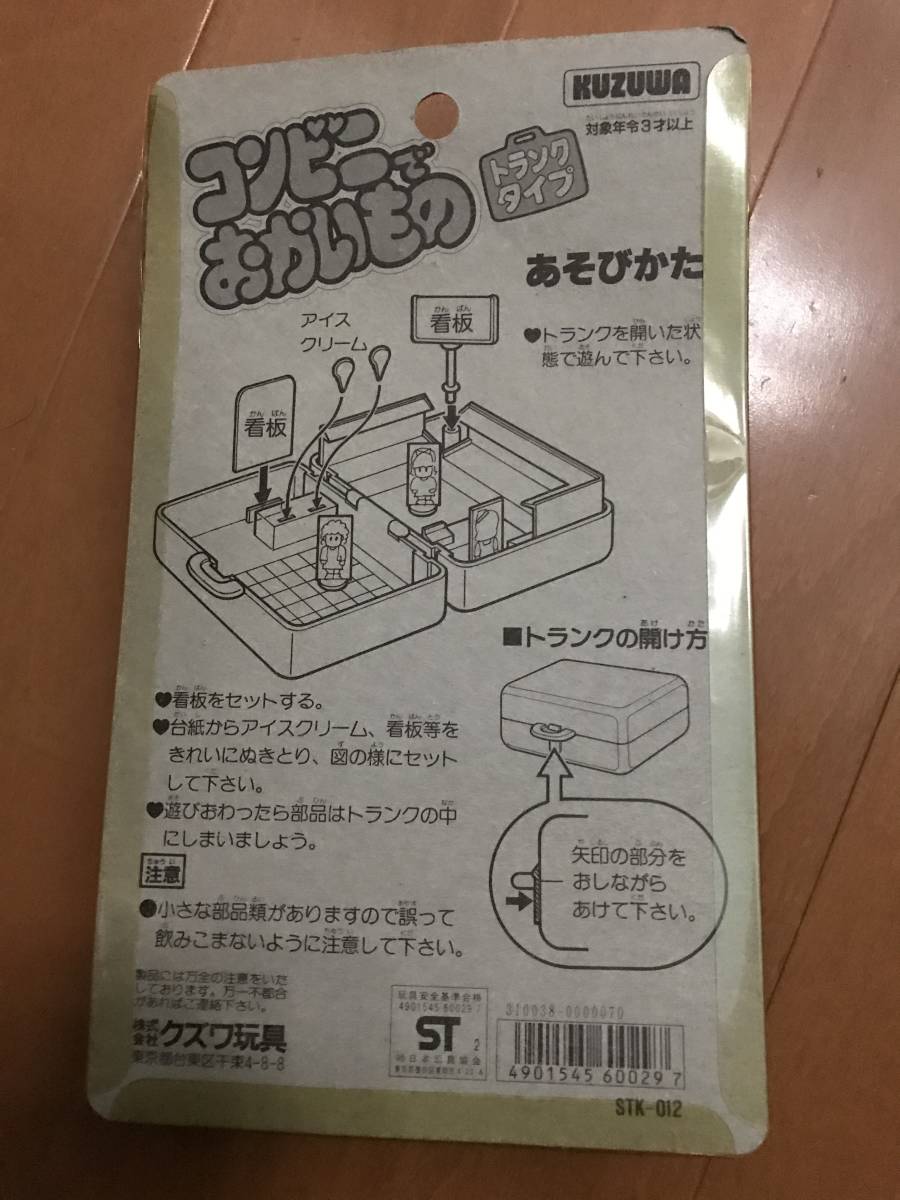 KUZUWA
対象年令3才以上
コンビニで
おかいもの
トランク
タイプ
あそびかた
♥トランクを開いた状
態で遊んで下さい。
アイス
クリーム
看板
看板
■トランクの開け方
♥看板をセットする。
♥台紙からアイスクリーム、看板等を
きれいにぬきとり、図の様にセット
して下さい。
♥遊びおわったら部品はトランクの中
にしまいましょう。
矢印の部分を
おしながら
あけて下さい。
注意
●小さな部品類がありますので誤って
飲みこまないように注意して下さい。
製品には万全の注意をいた
しております。万一不都合
があればご連絡下さい。
株式会社クズワ玩具
東京都台東区千束4-8-8
玩具安全基準合格
4901545 600297
ST 2
310038-0000070
4901545 600297
STK-012